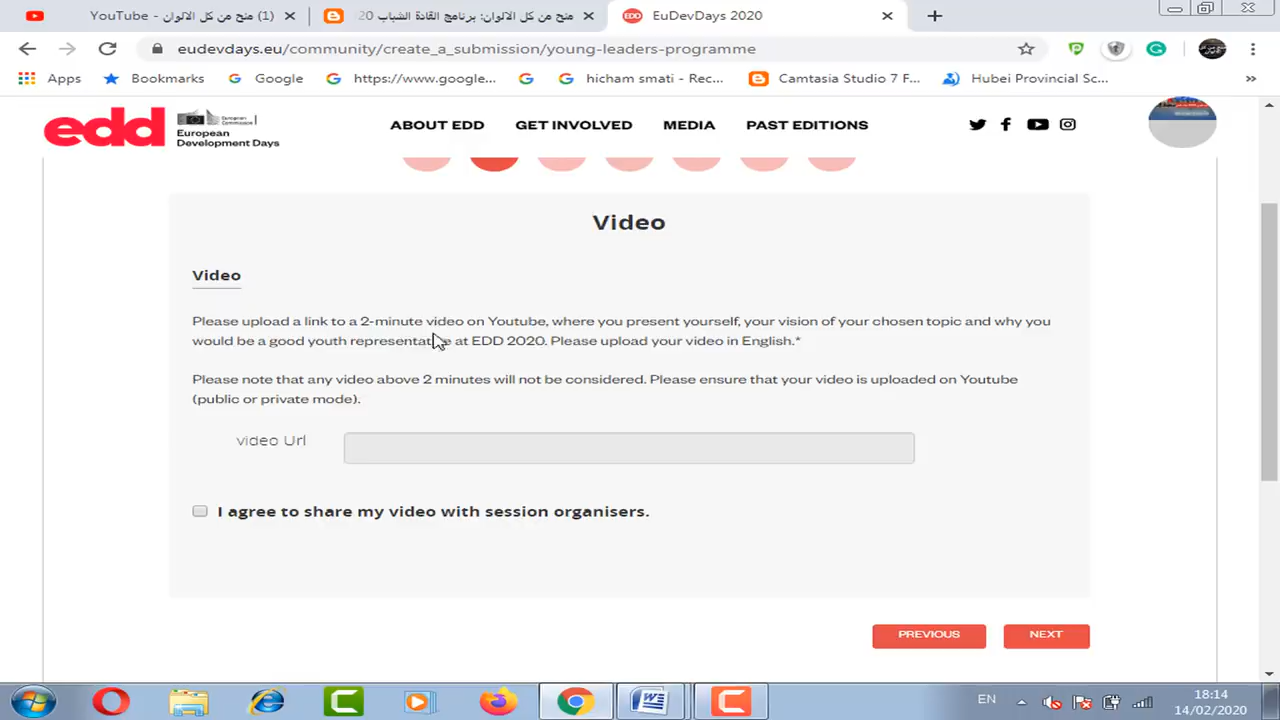 (1) YouTube -
منح من كل الالوان: برنامج القادة الشباب 20
EuDevDays 2020
eudevdays.eu/community/create_a_submission/young-leaders-programme
Apps
Bookmarks
Google
https://www.google...
hicham smati - Rec...
Camtasia Studio 7 F...
Hubei Provincial Sc...
»
edd
European
Development Days
ABOUT EDD
GET INVOLVED
MEDIA
PAST EDITIONS
Video
Video
Please upload a link to a 2-minute video on Youtube, where you present yourself, your vision of your chosen topic and why you
would be a good youth representative at EDD 2020. Please upload your video in English.*
Please note that any video above 2 minutes will not be considered. Please ensure that your video is uploaded on Youtube
(public or private mode).
video Url
I agree to share my video with session organisers.
PREVIOUS
NEXT
EN
18:14
14/02/2020